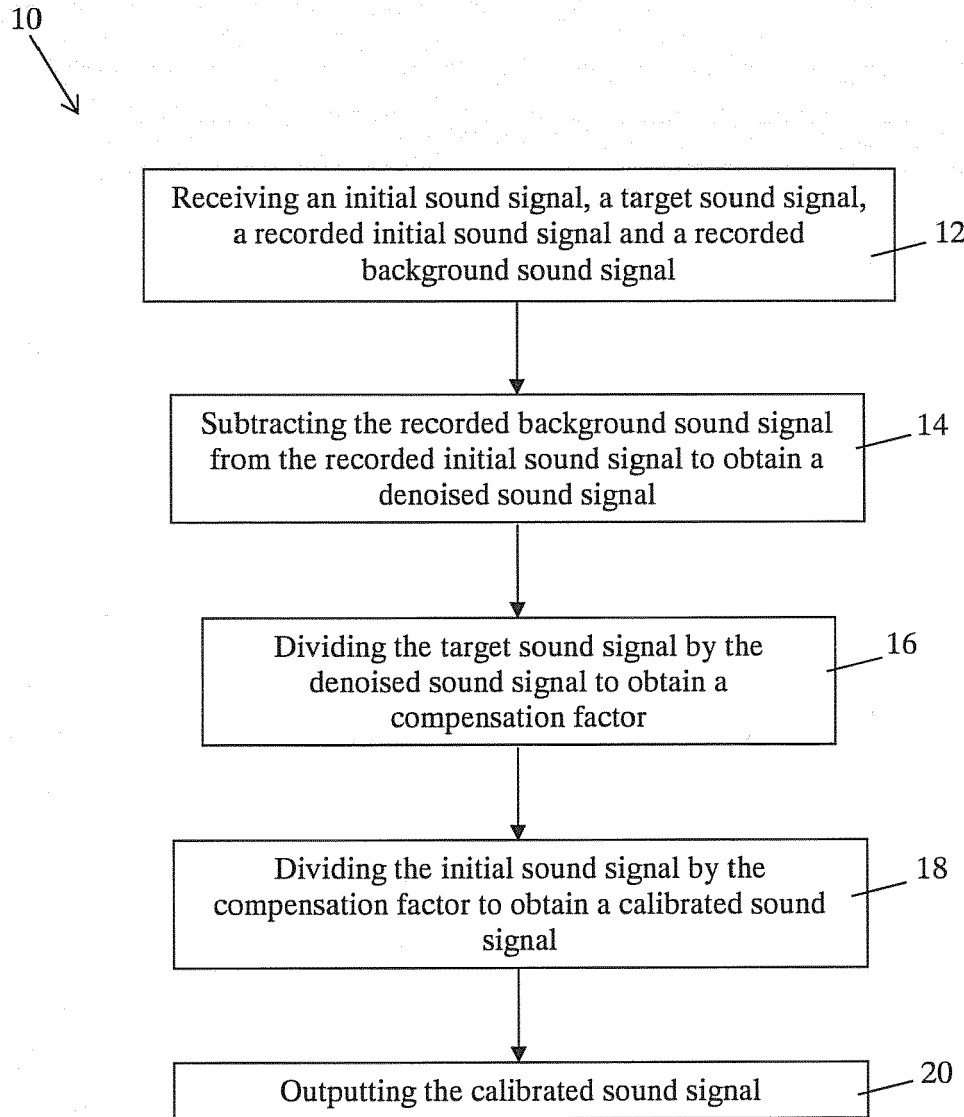 10
Receiving an initial sound signal, a target sound signal,
a recorded initial sound signal and a recorded
background sound signal
12
Subtracting the recorded background sound signal
from the recorded initial sound signal to obtain a
denoised sound signal
14
Dividing the target sound signal by the
denoised sound signal to obtain a
compensation factor
16
Dividing the initial sound signal by the
compensation factor to obtain a calibrated sound
signal
18
Outputting the calibrated sound signal
20